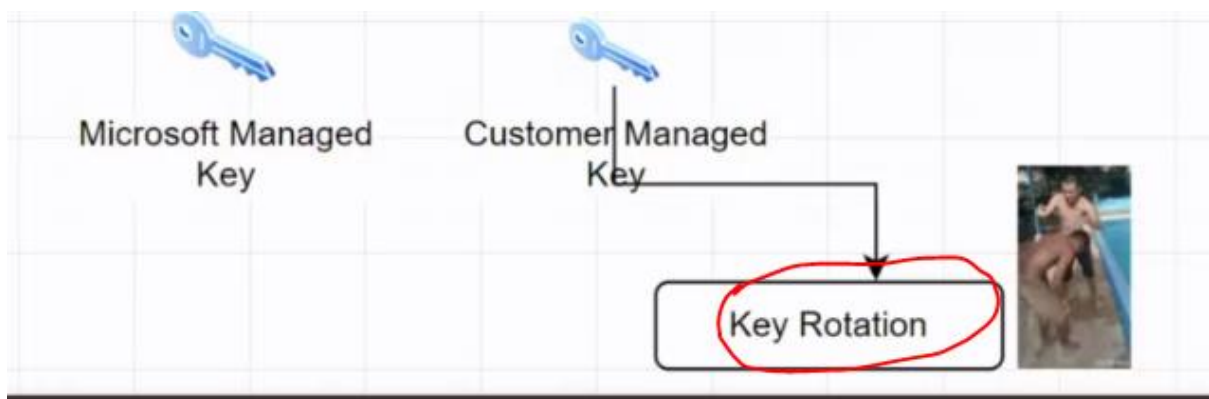 Microsoft Managed
Key
Customer Managed
Key
Key Rotation